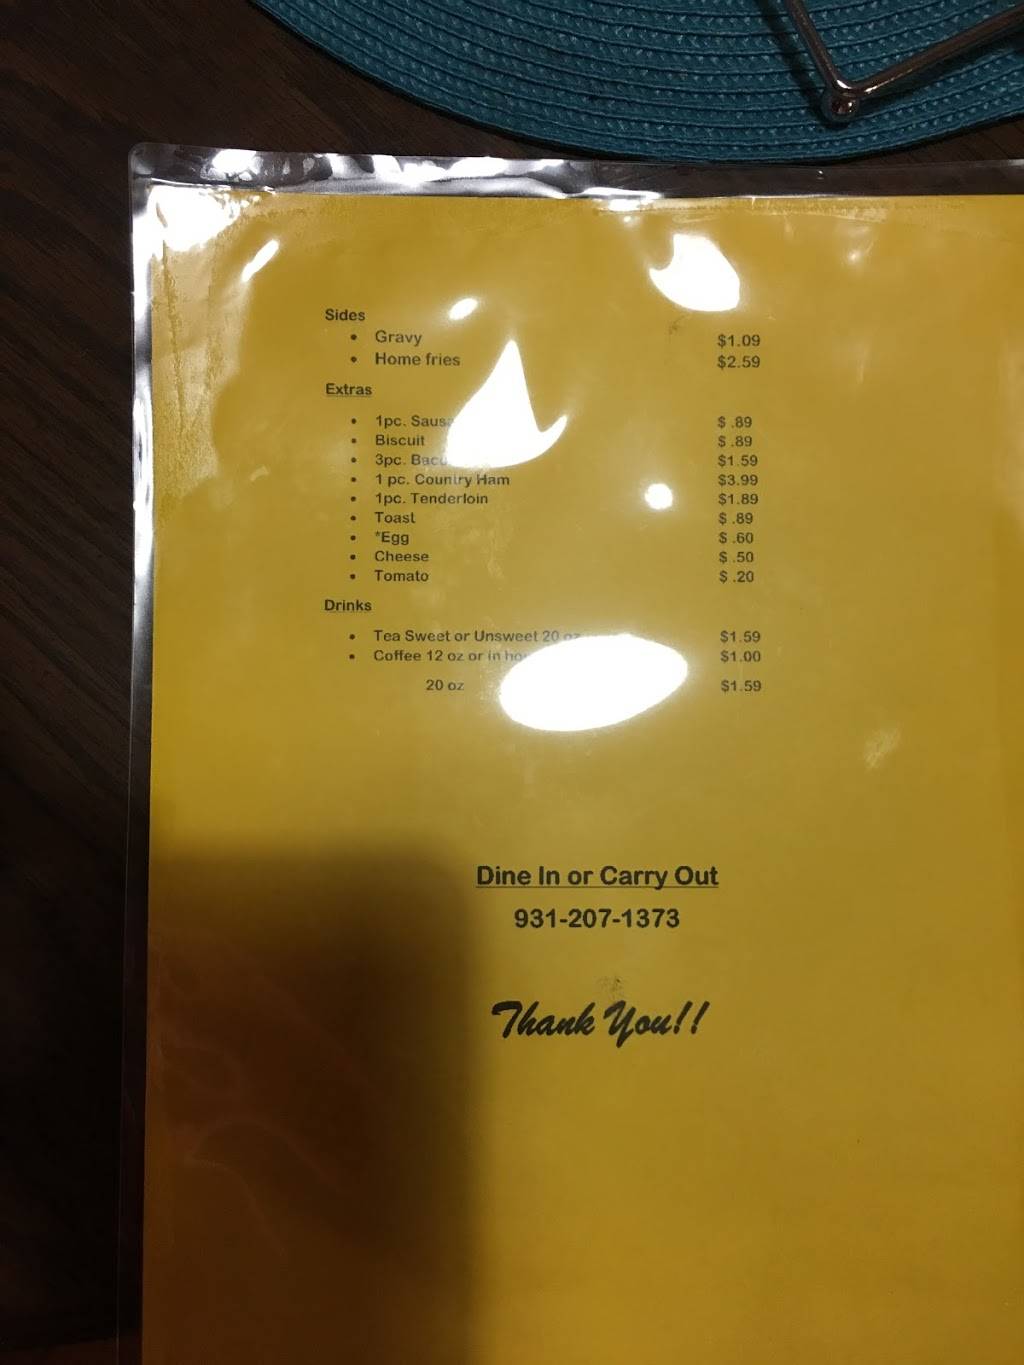 Sides
• Gravy $1.09
• Home fries $2.59
Extras
• 1pc. $ .89
• Biscuit $ .89
• 3pc. $1.59
• 1 pc. Country Ham $3.99
• 1pc. Tenderloin $1.89
• Toast $ .89
• *Egg $ .60
• Cheese $ .50
• Tomato $ .20
Drinks
• Tea Sweet or Unsweet 20 oz $1.59
• Coffee 12 oz or in $1.00
20 oz $1.59
Dine In or Carry Out
931-207-1373
Thank You!!